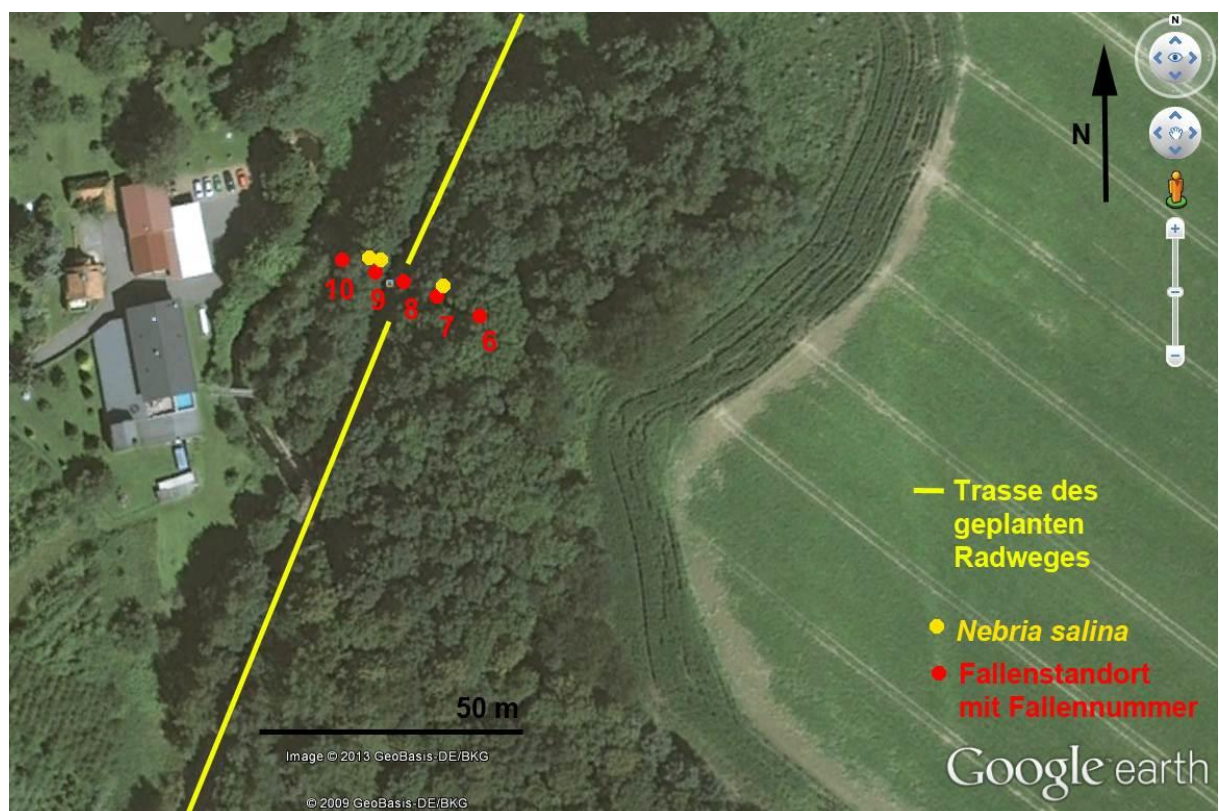 N
N
10
9
8
7
6
Trasse des
geplanten
Radweges
Nebria salina
Fallenstandort
mit Fallennummer
50 m
Image © 2013 GeoBasis-DE/BKG
© 2009 GeoBasis-DE/BKG
Google earth